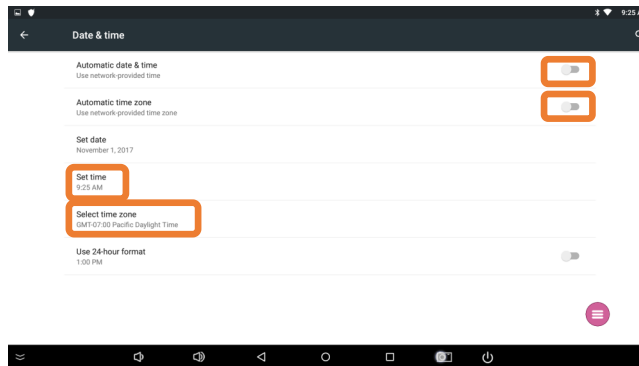 9:25 A
Date & time
Automatic date & time
Use network-provided time
Automatic time zone
Use network-provided time zone
Set date
November 1, 2017
Set time
9:25 AM
Select time zone
GMT-07:00 Pacific Daylight Time
Use 24-hour format
1:00 PM